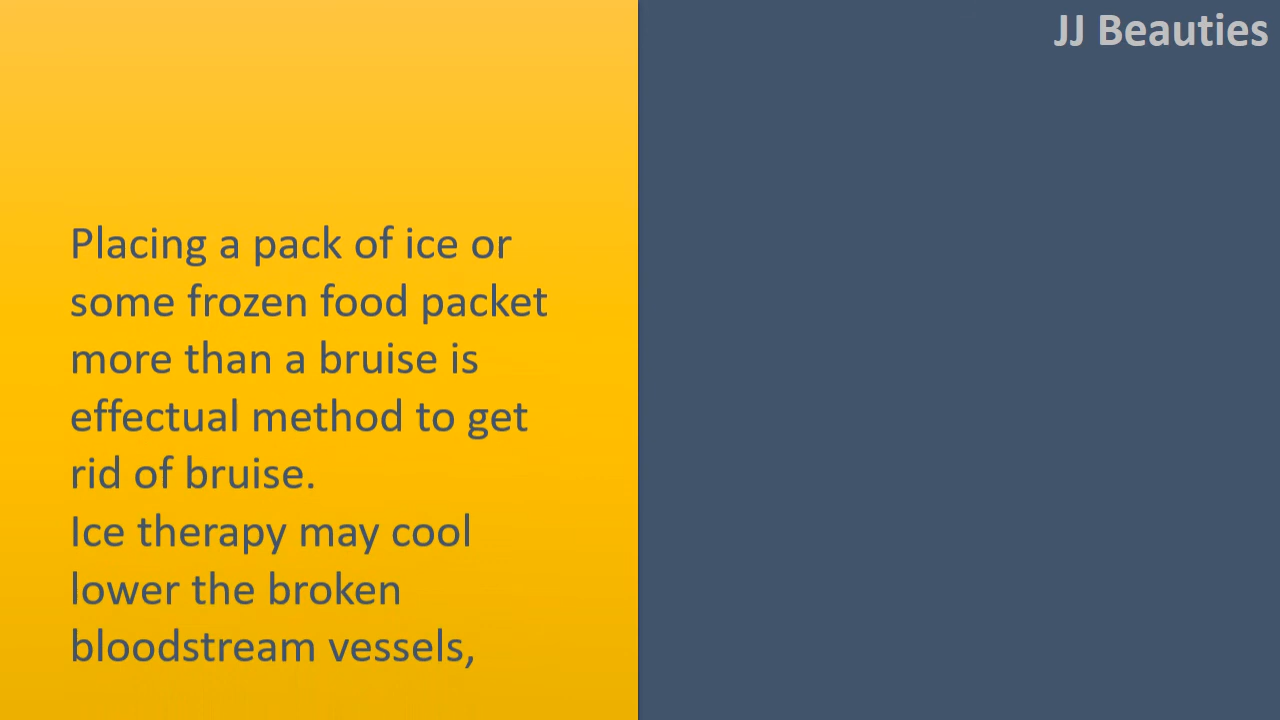 JJ Beauties
Placing a pack of ice or
some frozen food packet
more than a bruise is
effectual method to get
rid of bruise.
Ice therapy may cool
lower the broken
bloodstream vessels,